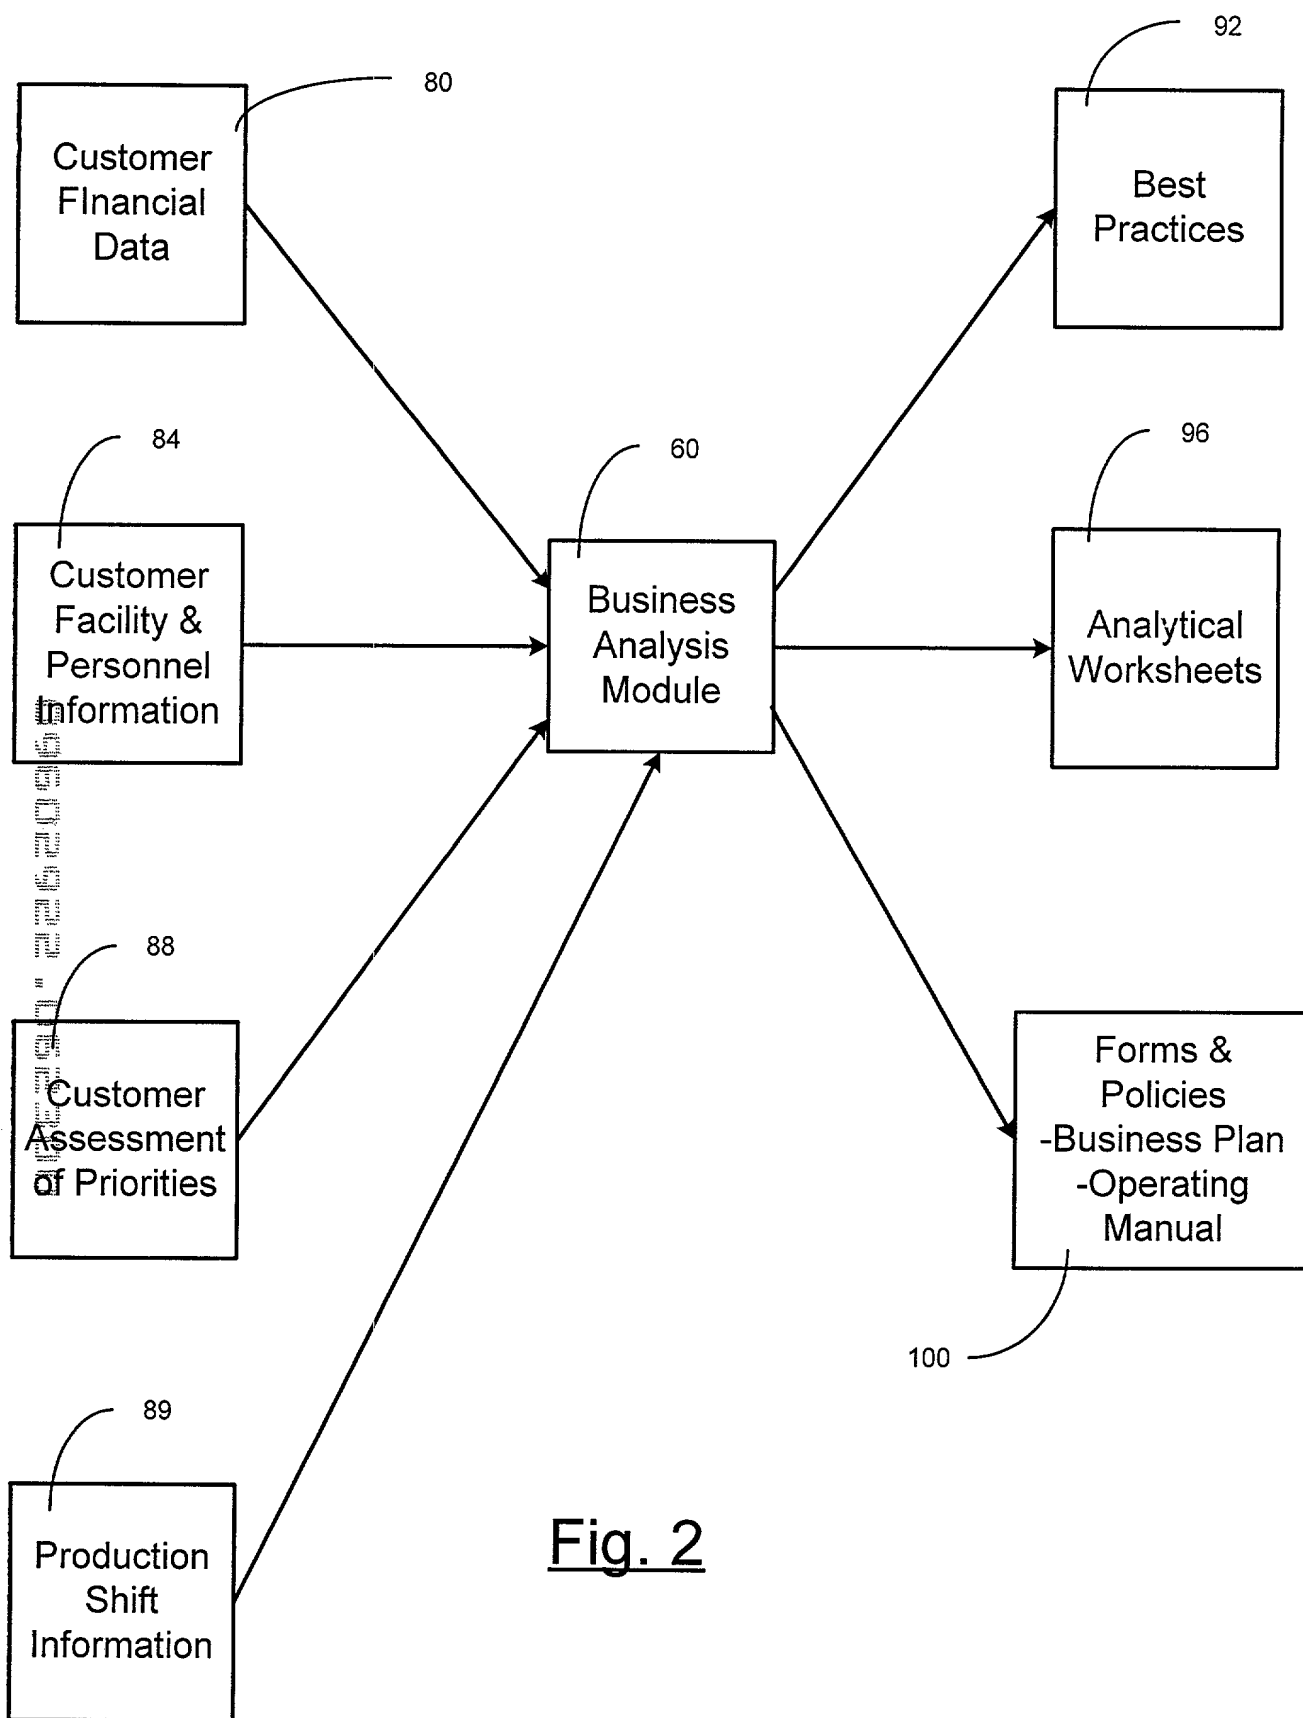 80
Customer
FInancial
Data
92
Best
Practices
84
Customer
Facility &
Personnel
Information
60
Business
Analysis
Module
96
Analytical
Worksheets
88
Customer
Assessment
of Priorities
Forms &
Policies
-Business Plan
-Operating
Manual
100
89
Production
Shift
Information
Fig. 2